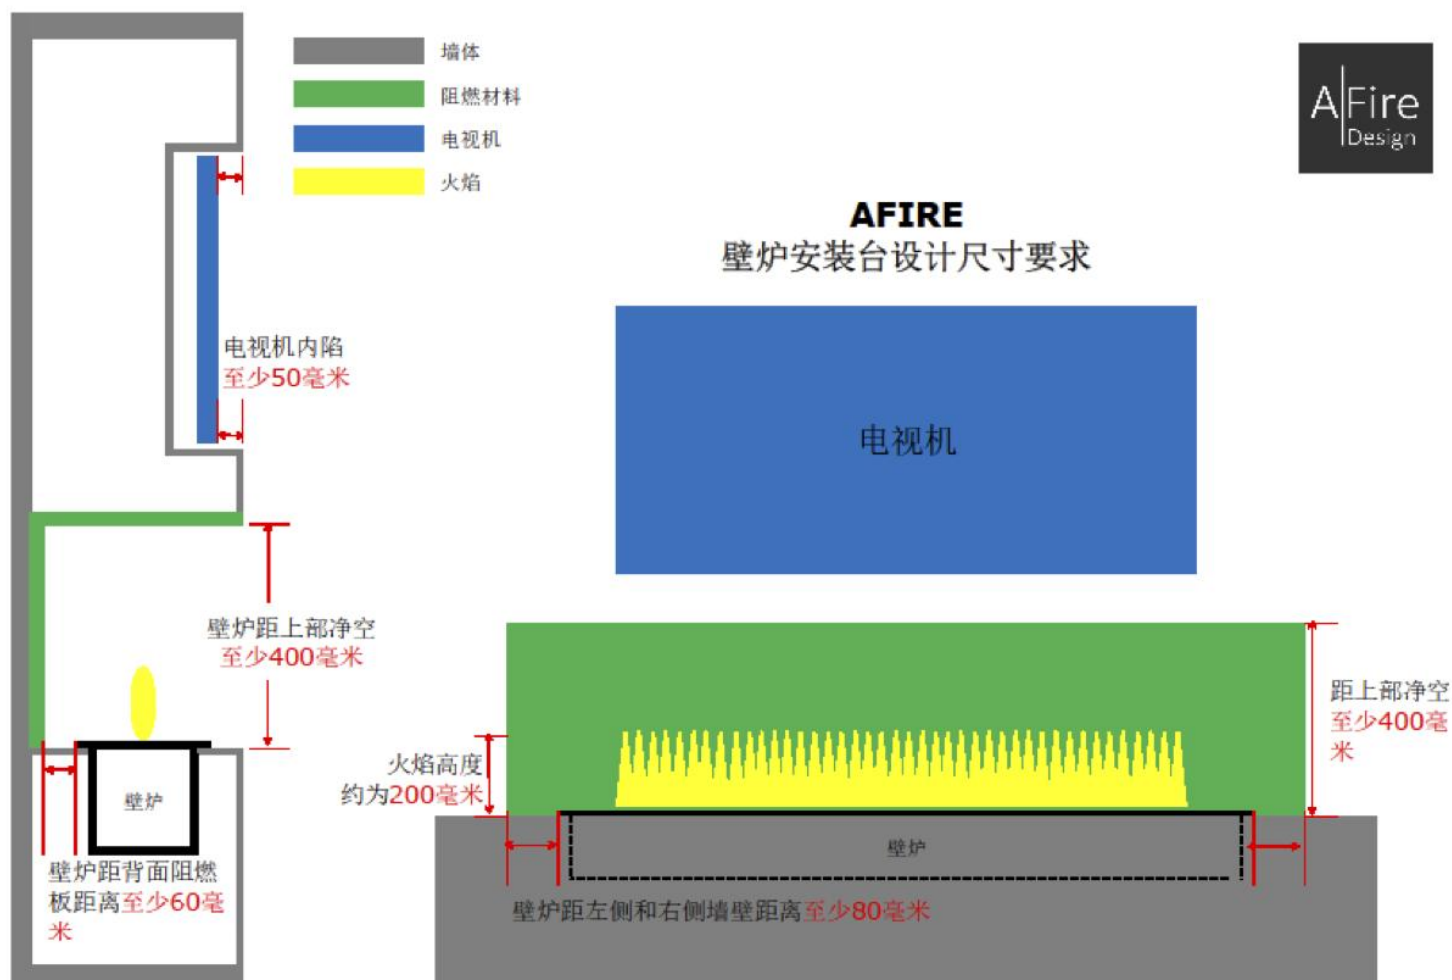 墙体
阻燃材料
电视机
火焰
A Fire
Design
AFIRE
壁炉安装台设计尺寸要求
电视机内陷
至少50毫米
电视机
壁炉距上部净空
至少400毫米
距上部净空
至少400毫
米
火焰高度
约为200毫米
壁炉
壁炉
壁炉距背面阻燃
板距离至少60毫
米
壁炉距左侧和右侧墙壁距离至少80毫米